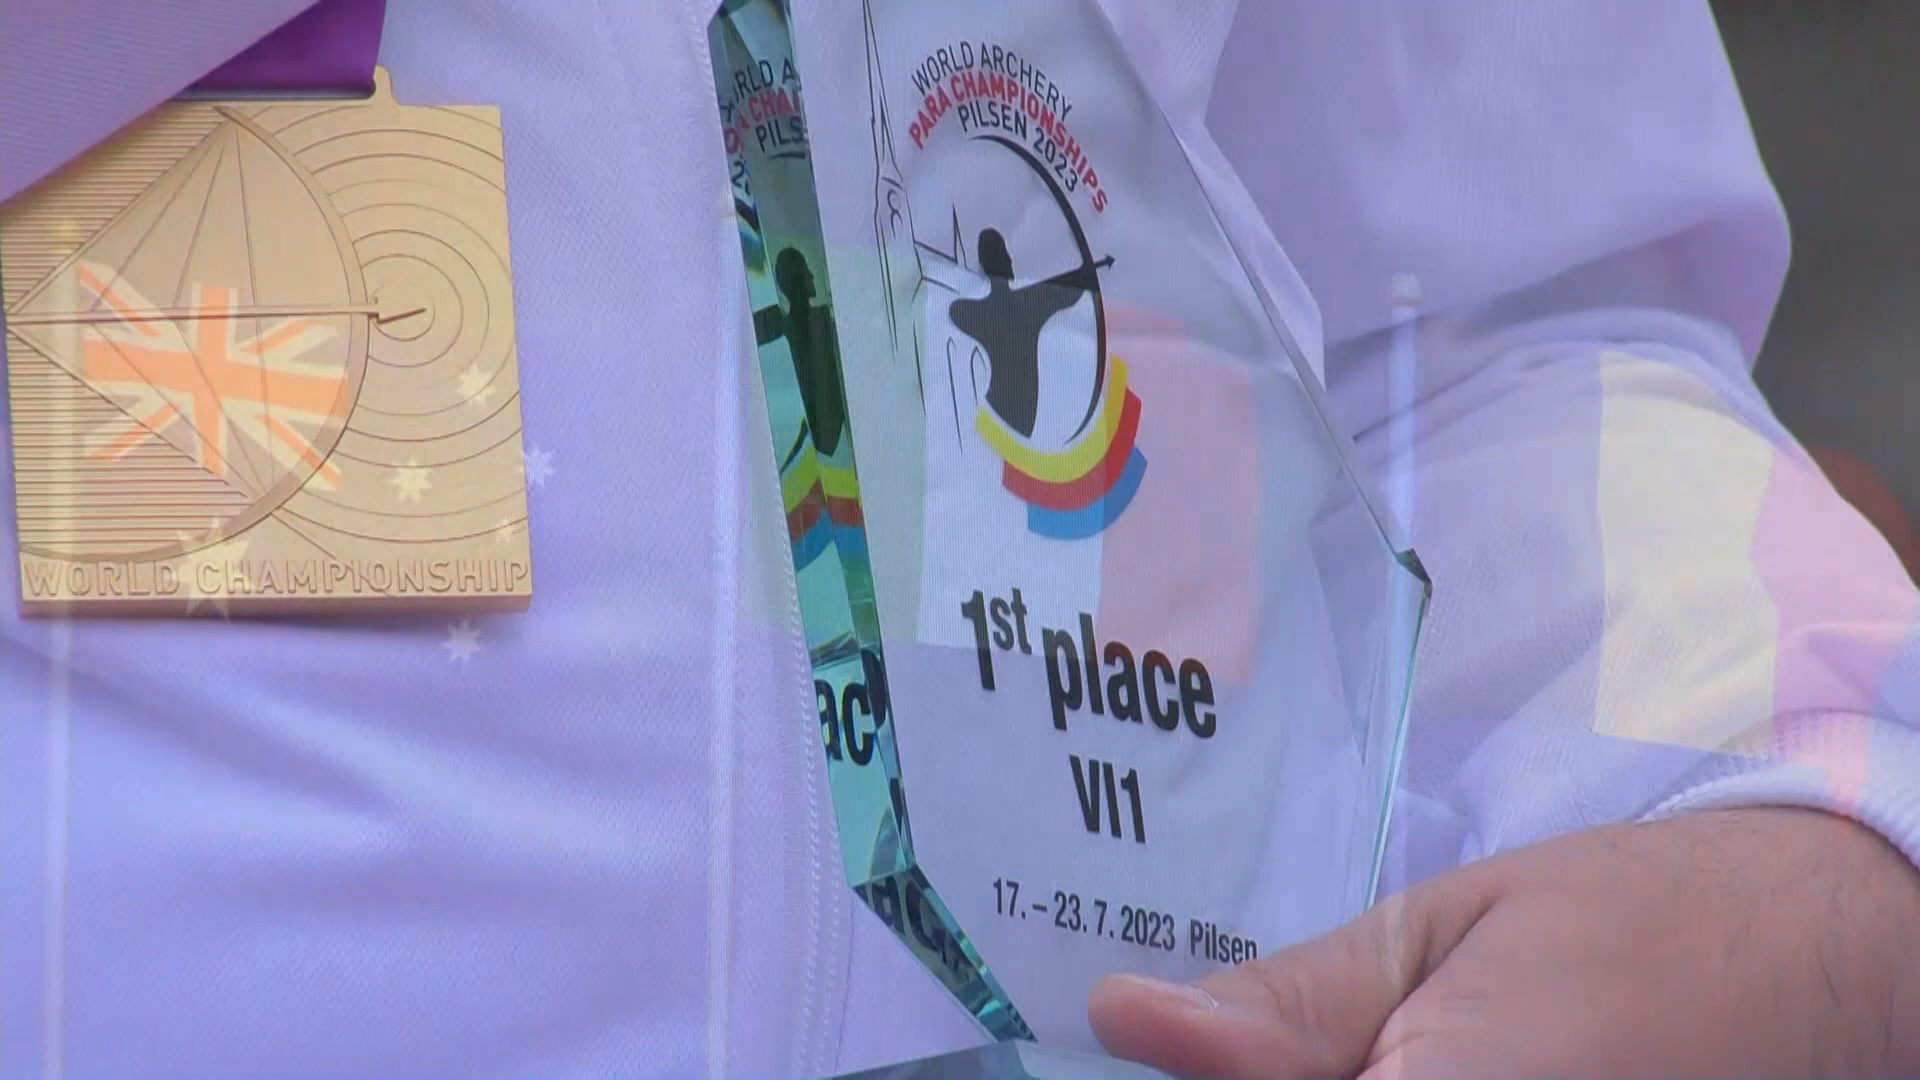 WORLD CHAMPIONSHIP
WORLD ARCHERY
PARA CHAMPIONSHIPS
PILSEN 2023
1st place
VI1
17. – 23. 7. 2023 Pilsen